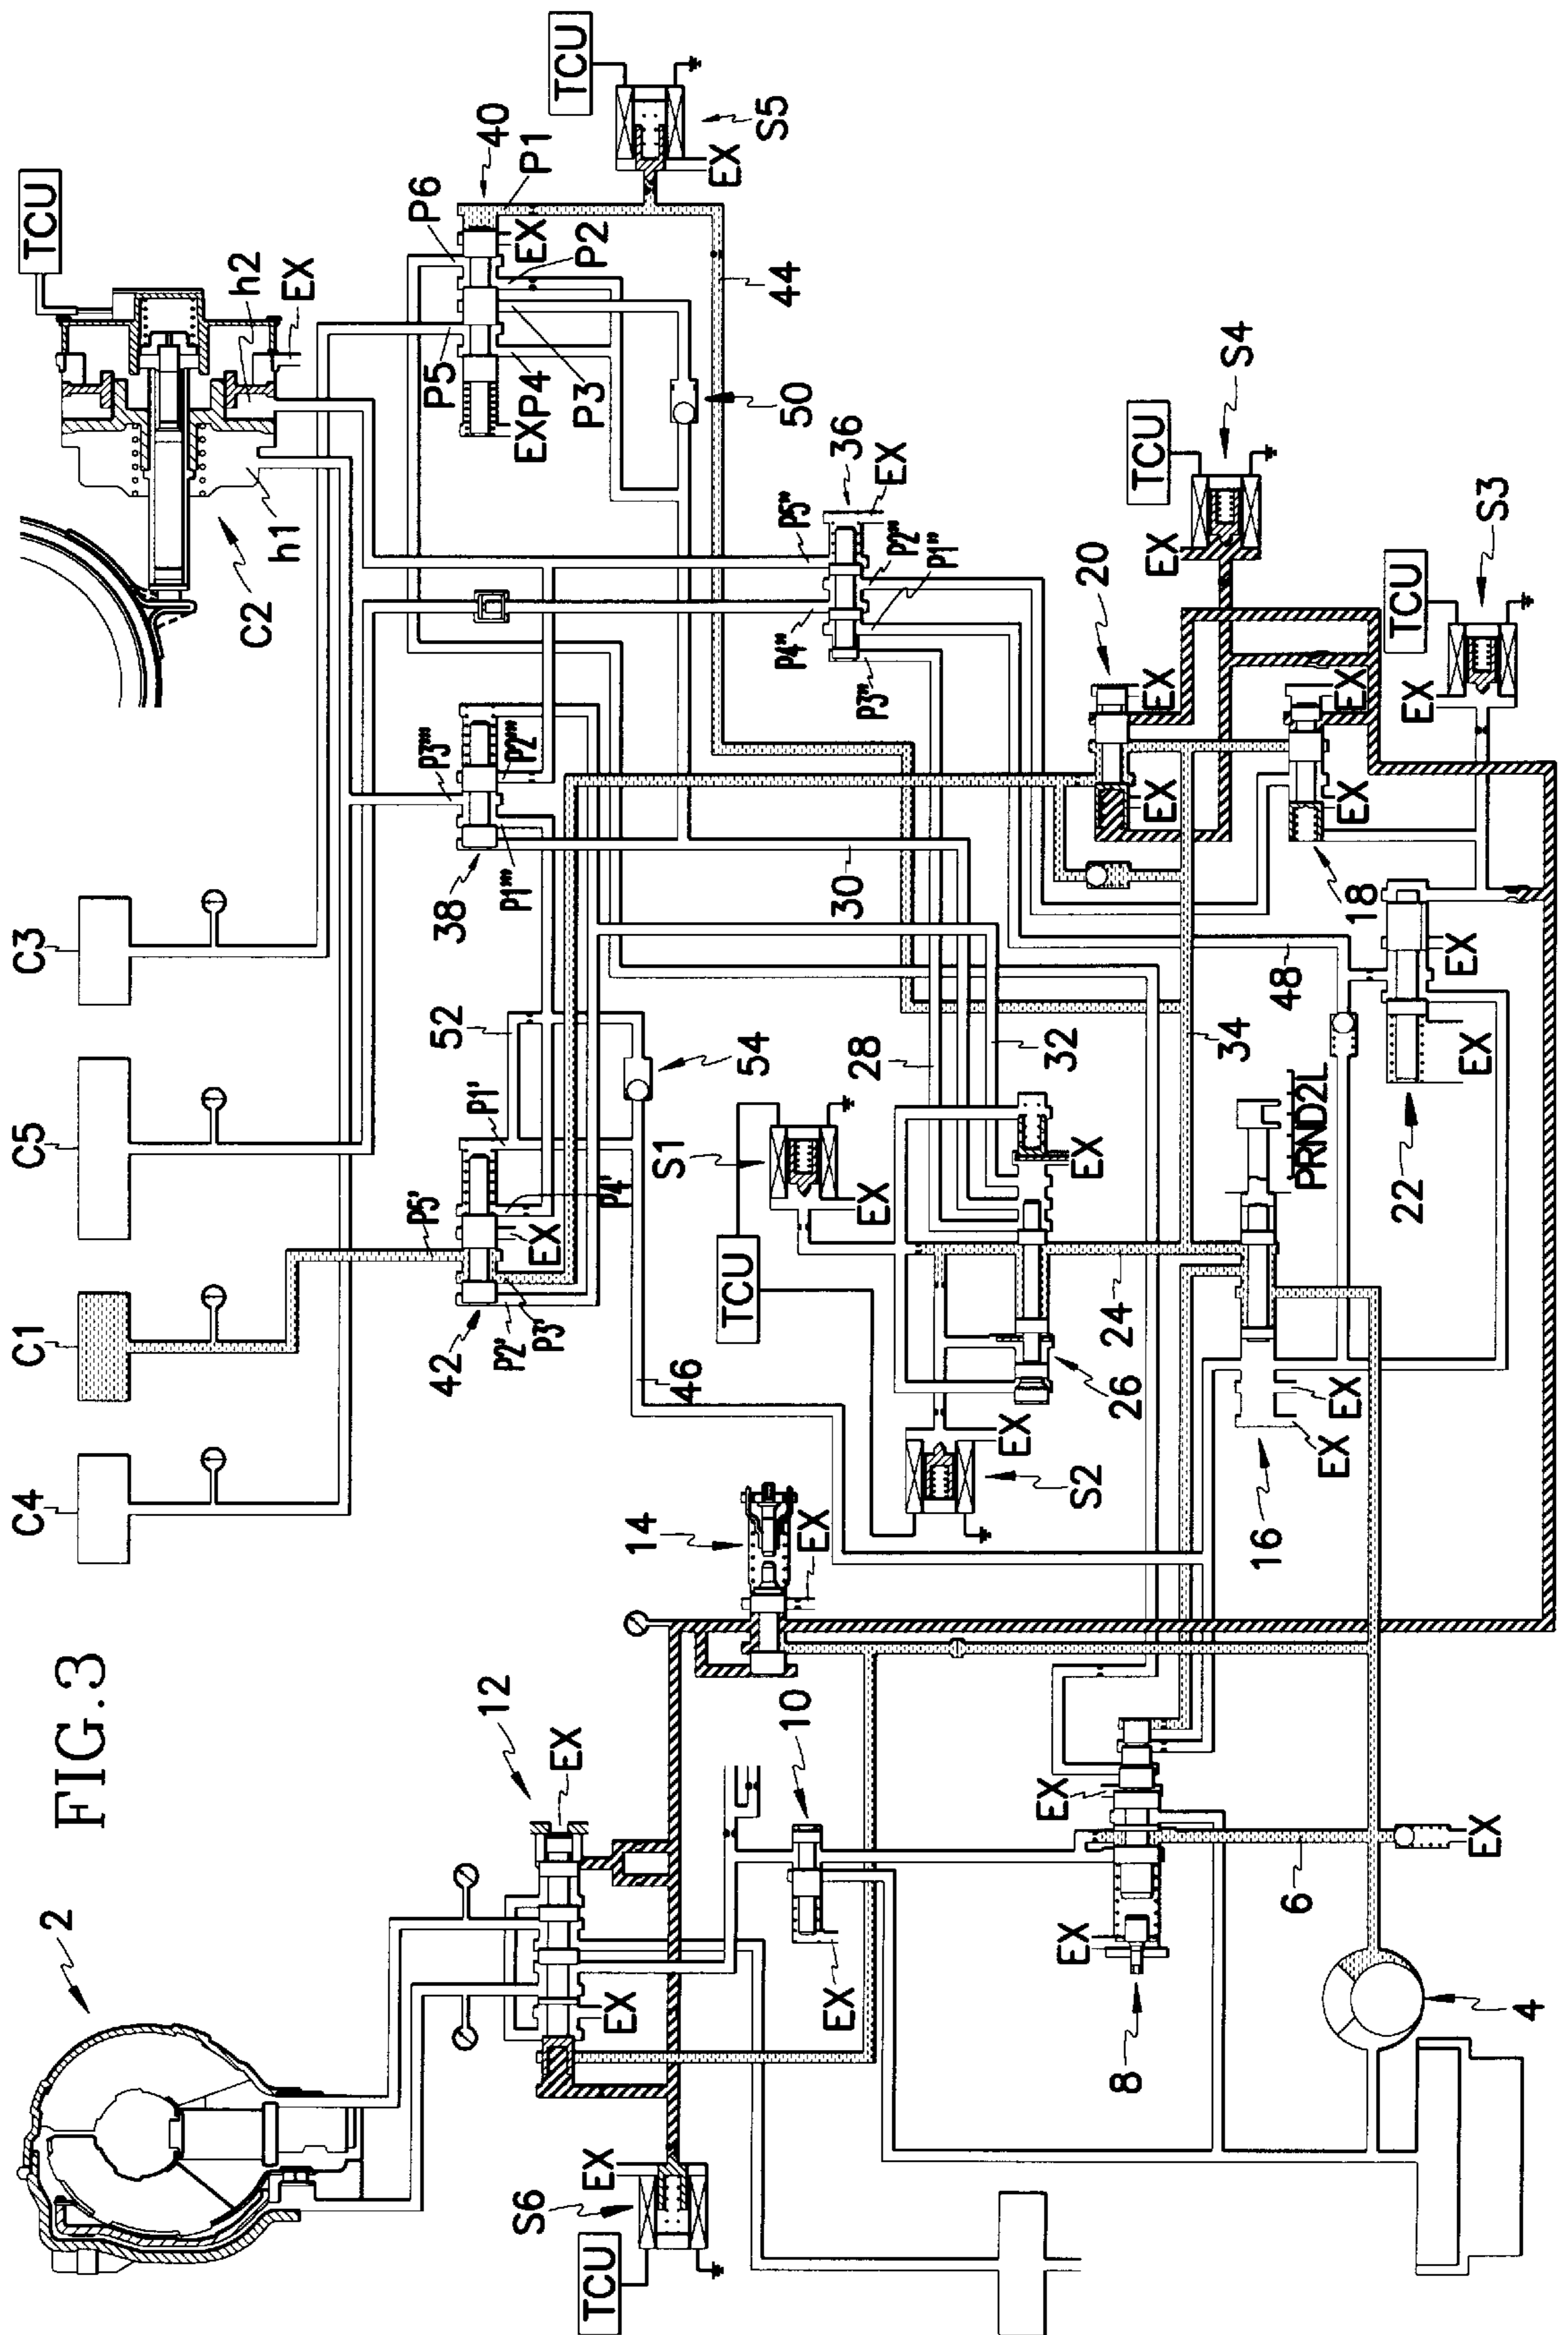 FIG.3
2
C4
C1
C5
C3
TCU
h2
EX
h1
C2
12
EX
S6
TCU
EX
EX
P5'
42
P2'
P3'
P1'
P4'
EX
52
46
54
38
P3'''
P1'''
P2'''
P6
P5
40
P1
EX
P2
EXP4
P3
TCU
S5
EX
44
50
14
EX
10
EX
S1
EX
TCU
S2
EX
28
30
32
36
EX
P5"
P4"
P2"
P1"
P3"
EX
EX
8
6
EX
24
26
EX
34
20
EX
EX
TCU
S4
EX
16
EX
EX
PRND2L
22
EX
EX
48
18
EX
EX
TCU
S3
EX
4